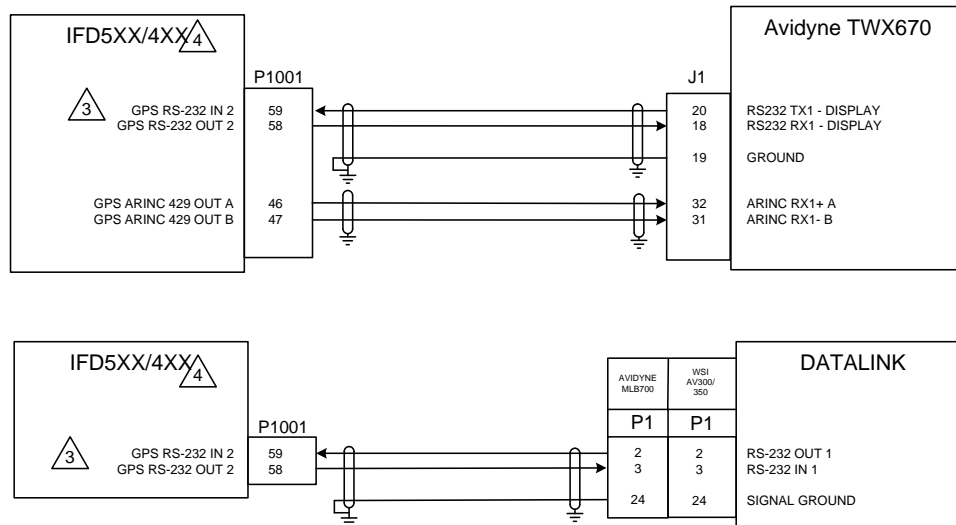 IFD5XX/4XX 4
Avidyne TWX670
P1001
J1
3
GPS RS-232 IN 2 59 20 RS232 TX1 - DISPLAY
GPS RS-232 OUT 2 58 18 RS232 RX1 - DISPLAY
19 GROUND
GPS ARINC 429 OUT A 46 32 ARINC RX1+ A
GPS ARINC 429 OUT B 47 31 ARINC RX1- B
IFD5XX/4XX 4
DATALINK
AVIDYNE
MLB700
WSI
AV300/
350
P1001
P1 P1
3
GPS RS-232 IN 2 59 2 2 RS-232 OUT 1
GPS RS-232 OUT 2 58 3 3 RS-232 IN 1
24 24 SIGNAL GROUND